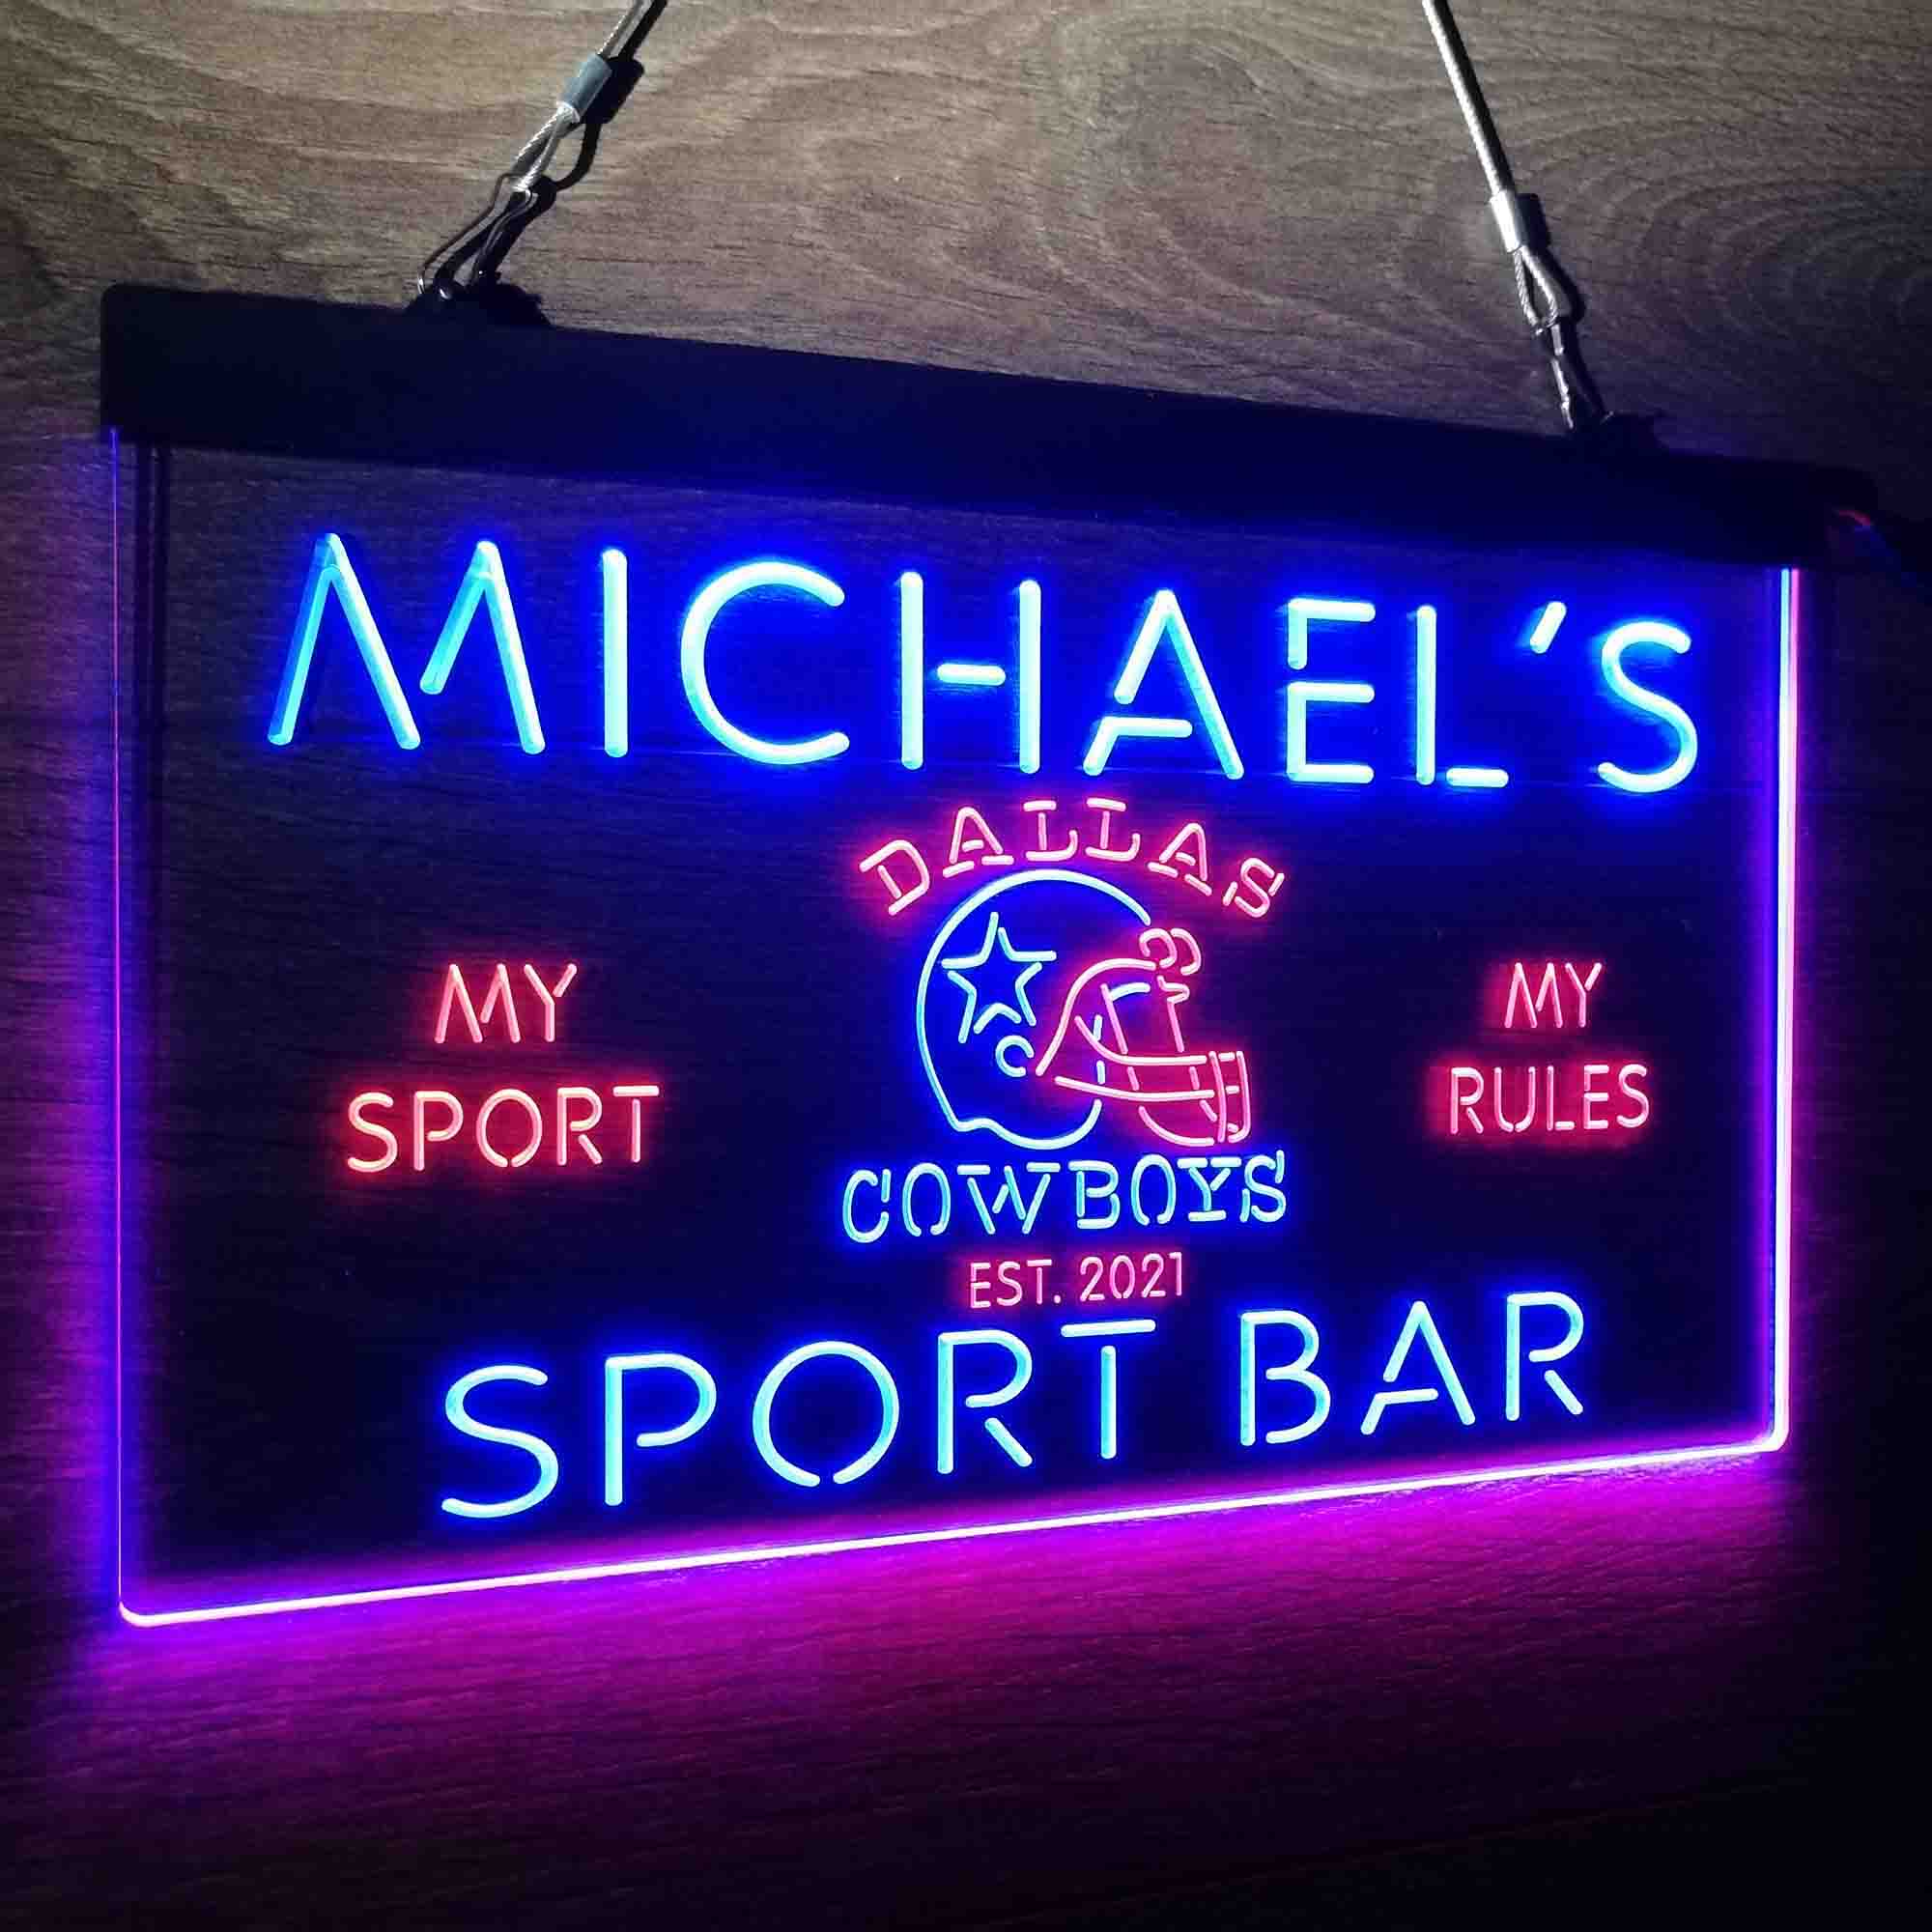 MICHAEL'S
DALLAS
MY
SPORT
MY
RULES
COWBOYS
EST. 2021
SPORT BAR